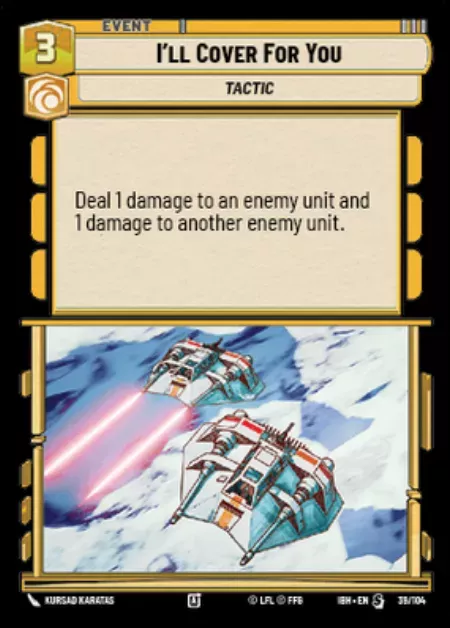 EVENT
3
I'LL COVER FOR YOU
TACTIC
Deal 1 damage to an enemy unit and
1 damage to another enemy unit.
KURSAD KARATAS
A
© LFL ® FFG
IBH • EN
39/104